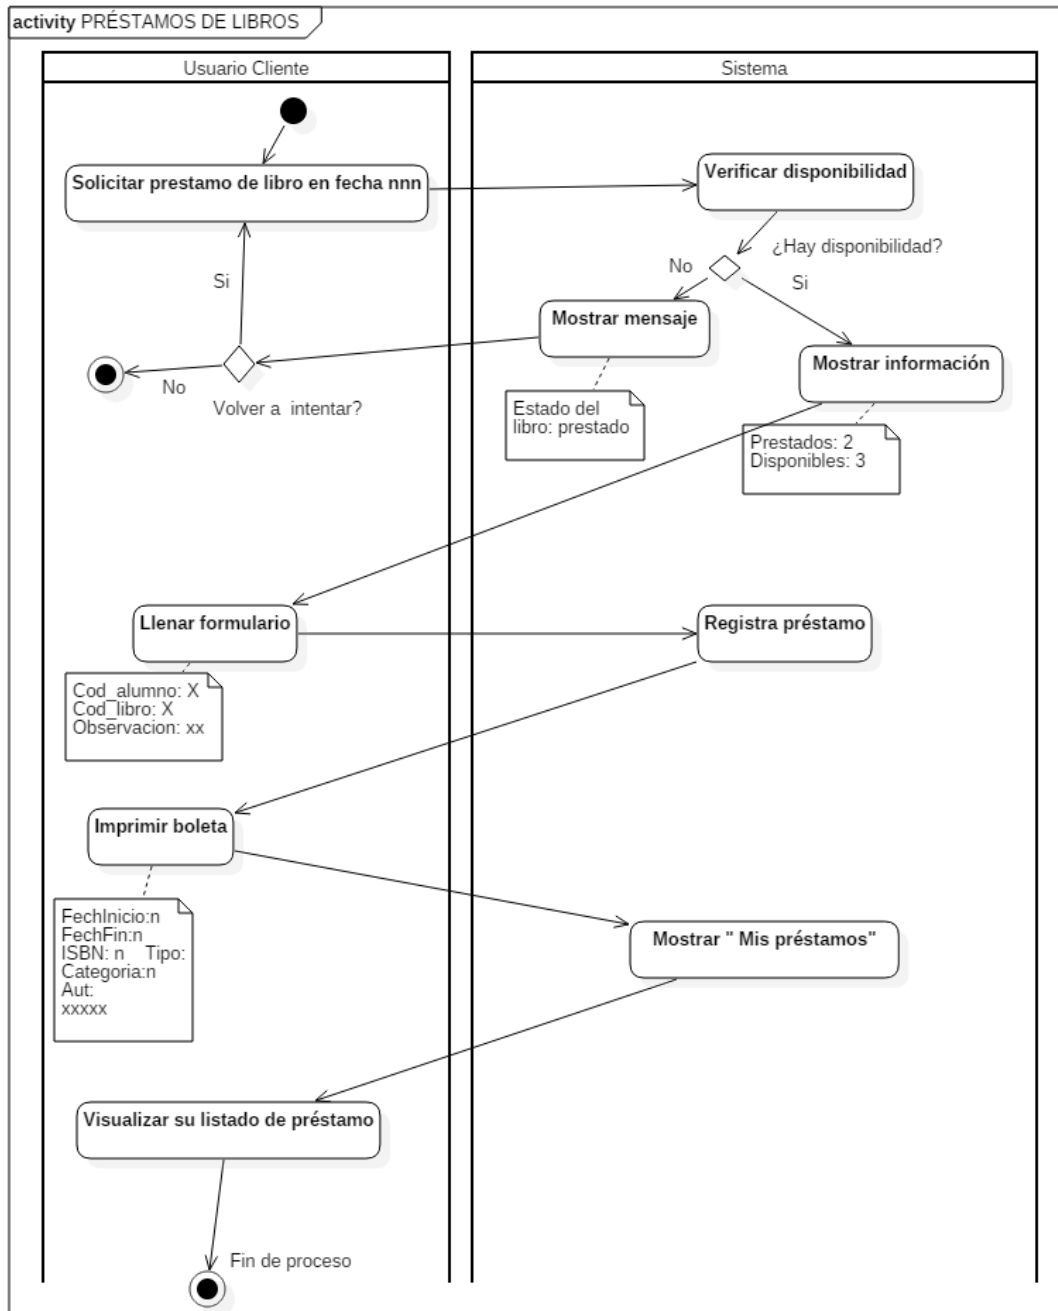 activity PRÉSTAMOS DE LIBROS
Usuario Cliente
Sistema
Solicitar prestamo de libro en fecha nnn
Verificar disponibilidad
¿Hay disponibilidad?
No
Si
Si
Mostrar mensaje
Mostrar información
No
Volver a intentar?
Estado del
libro: prestado
Prestados: 2
Disponibles: 3
Llenar formulario
Registra préstamo
Cod_alumno: X
Cod_libro: X
Observacion: xx
Imprimir boleta
FechInicio:n
FechFin:n
ISBN: n Tipo:
Categoria:n
Aut:
xxxxx
Mostrar " Mis préstamos"
Visualizar su listado de préstamo
Fin de proceso